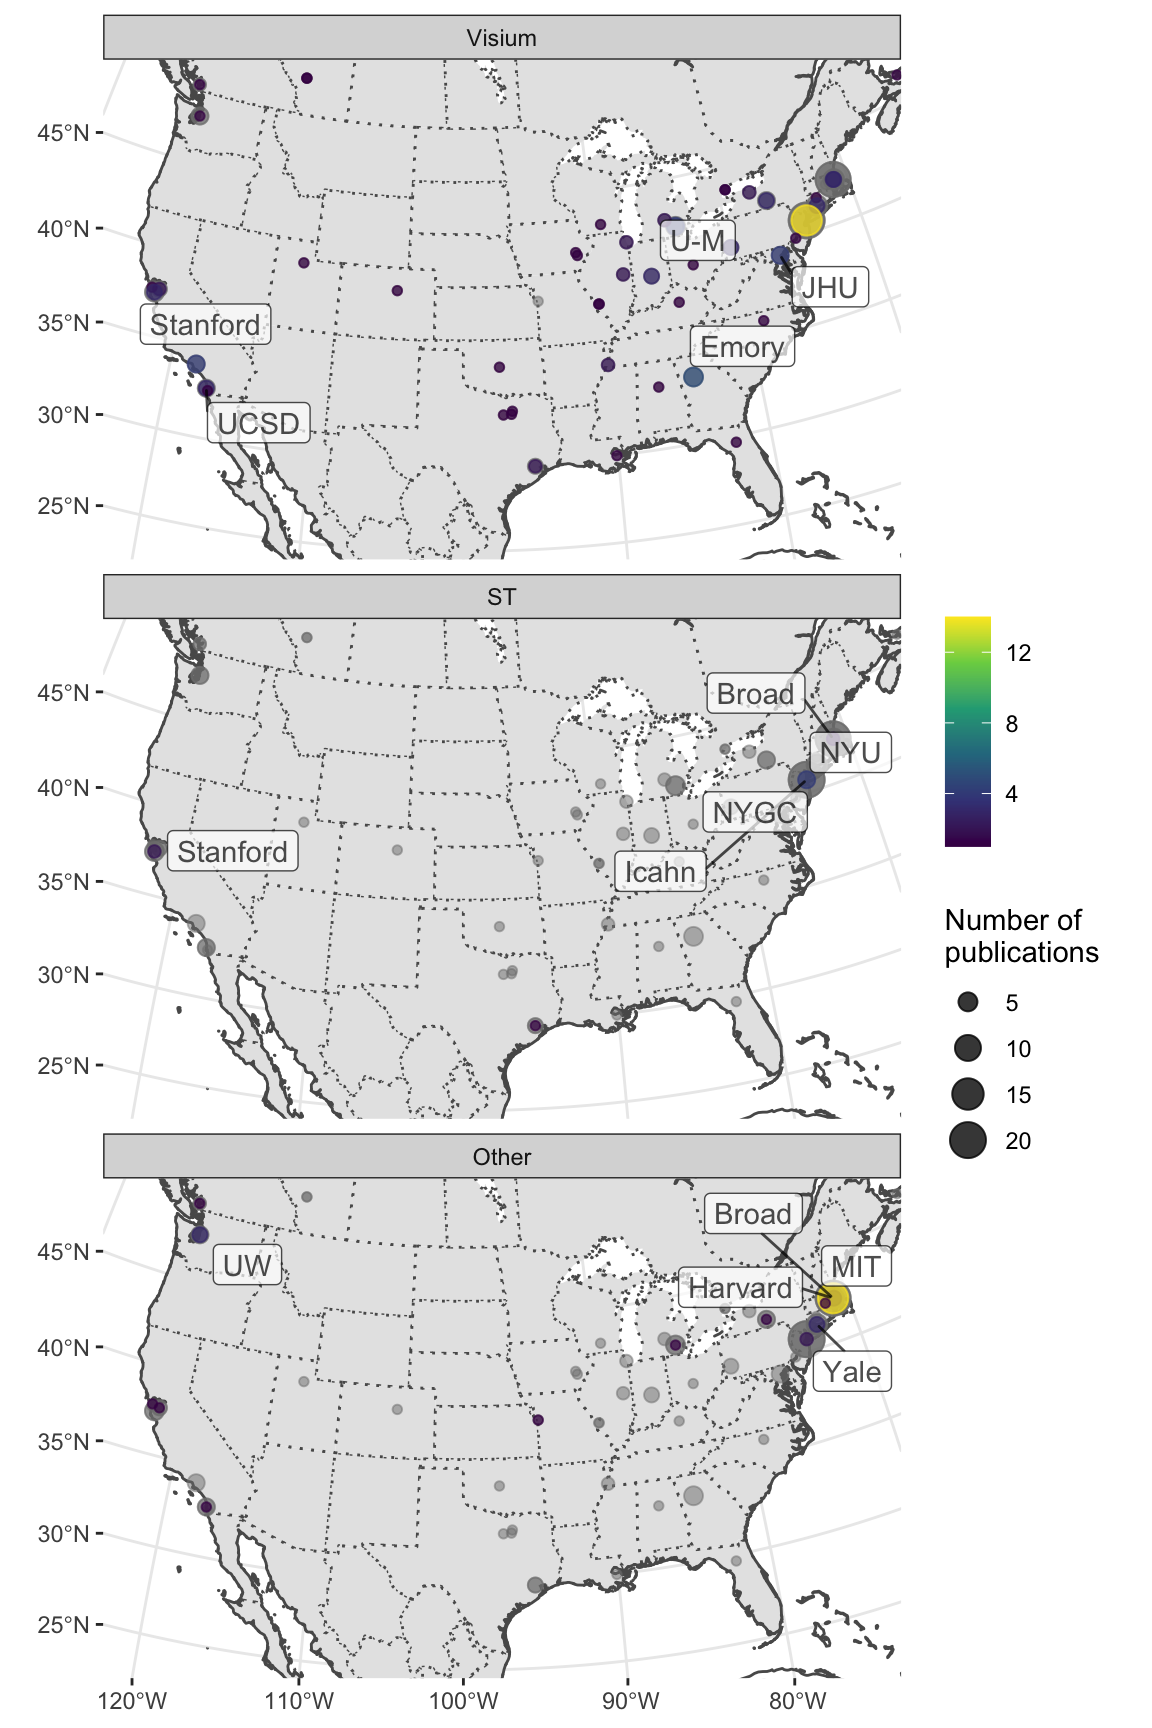 Visium
45°N
40°N
35°N
30°N
25°N
U-M
JHU
Stanford
Emory
UCSD
ST
45°N
40°N
35°N
30°N
25°N
Broad
NYU
NYGC
Stanford
Icahn
12
8
4
Number of
publications
5
10
15
20
Other
45°N
40°N
35°N
30°N
25°N
Broad
UW
MIT
Harvard
Yale
120°W
110°W
100°W
90°W
80°W